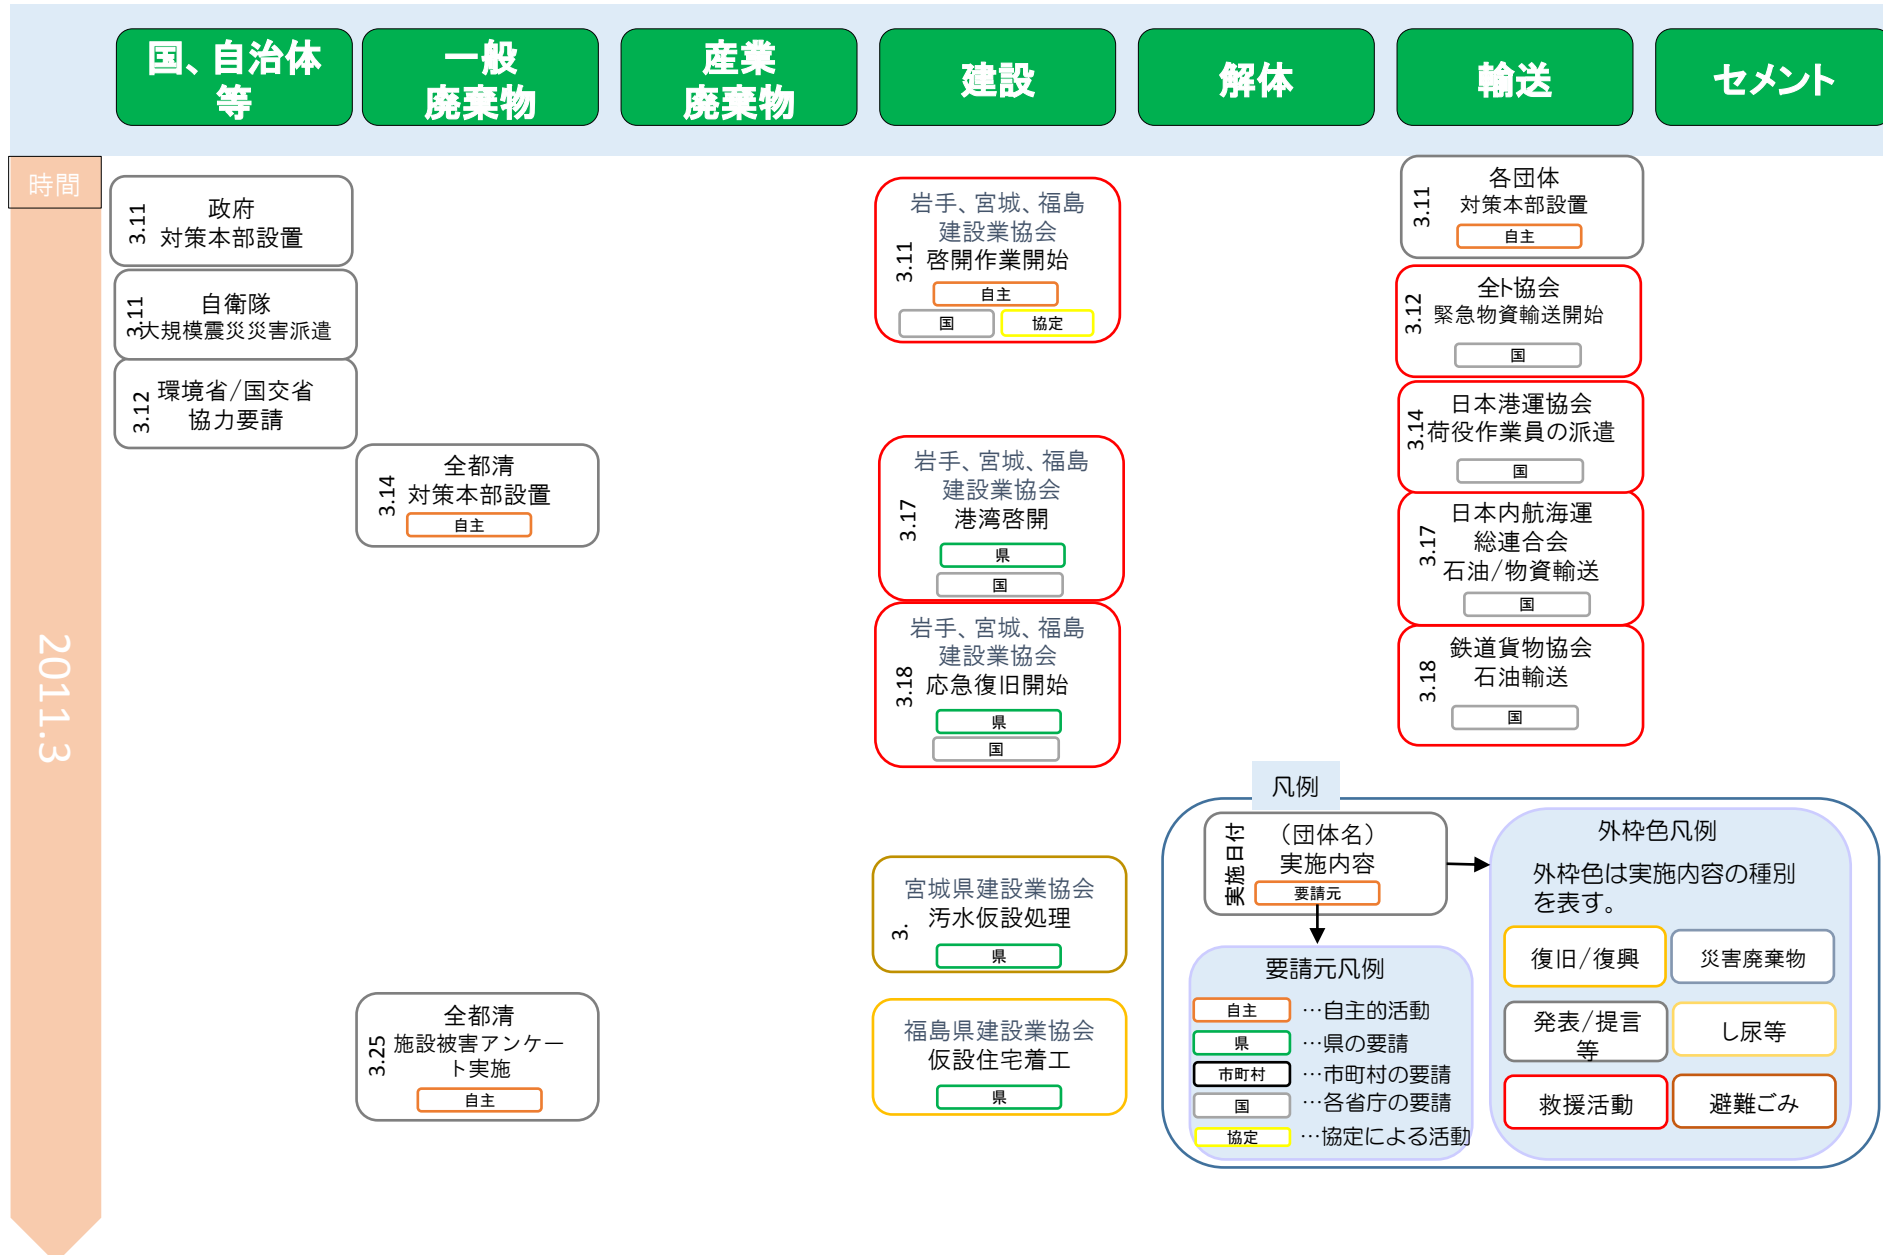 国、自治体
等
一般
廃棄物
産業
廃棄物
建設
解体
輸送
セメント
時間
2011.3
3.11
政府
対策本部設置
3.11
自衛隊
大規模震災災害派遣
3.12
環境省/国交省
協力要請
3.14
全都清
対策本部設置
自主
3.25
全都清
施設被害アンケー
ト実施
自主
3.11
岩手、宮城、福島
建設業協会
啓開作業開始
自主
国
協定
3.17
岩手、宮城、福島
建設業協会
港湾啓開
県
国
3.18
岩手、宮城、福島
建設業協会
応急復旧開始
県
国
3.
宮城県建設業協会
汚水仮設処理
県
福島県建設業協会
仮設住宅着工
県
3.11
各団体
対策本部設置
自主
3.12
全ト協会
緊急物資輸送開始
国
3.14
日本港運協会
荷役作業員の派遣
国
3.17
日本内航海運
総連合会
石油/物資輸送
国
3.18
鉄道貨物協会
石油輸送
国
凡例
実施日付
（団体名）
実施内容
要請元
要請元凡例
自主 …自主的活動
県 …県の要請
市町村 …市町村の要請
国 …各省庁の要請
協定 …協定による活動
外枠色凡例
外枠色は実施内容の種別
を表す。
復旧/復興
災害廃棄物
発表/提言
等
し尿等
救援活動
避難ごみ